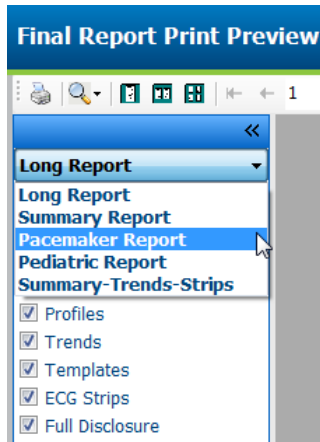 Final Report Print Preview
1
«
Long Report
Long Report
Summary Report
Pacemaker Report
Pediatric Report
Summary-Trends-Strips
Profiles
Trends
Templates
ECG Strips
Full Disclosure